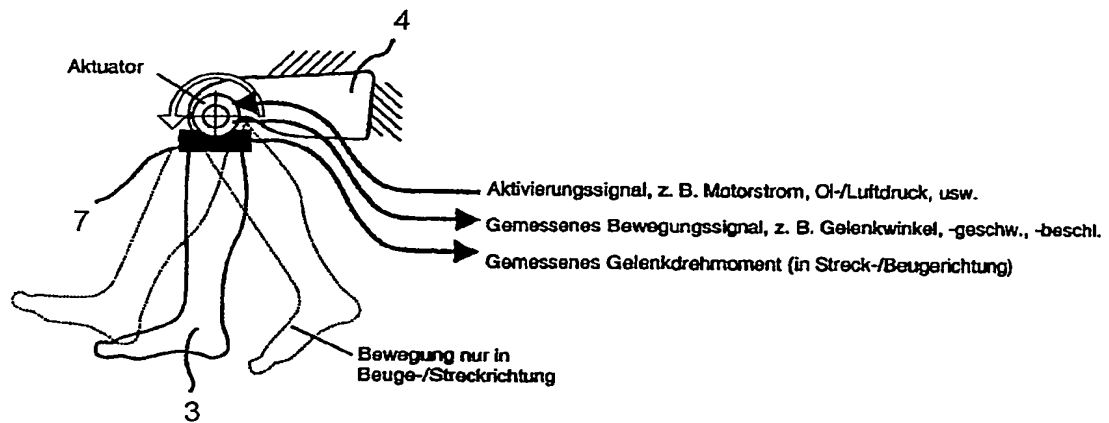 4
Aktuator
7
Aktivierungssignal, z. B. Motorstrom, Ol-/Luftdruck, usw.
Gemessenes Bewegungssignal, z. B. Gelenkwinkel, -geschw., -beschl.
Gemessenes Gelenkdrehmoment (in Streck-/Beugerichtung)
Bewegung nur in
Beuge-/Streckrichtung
3